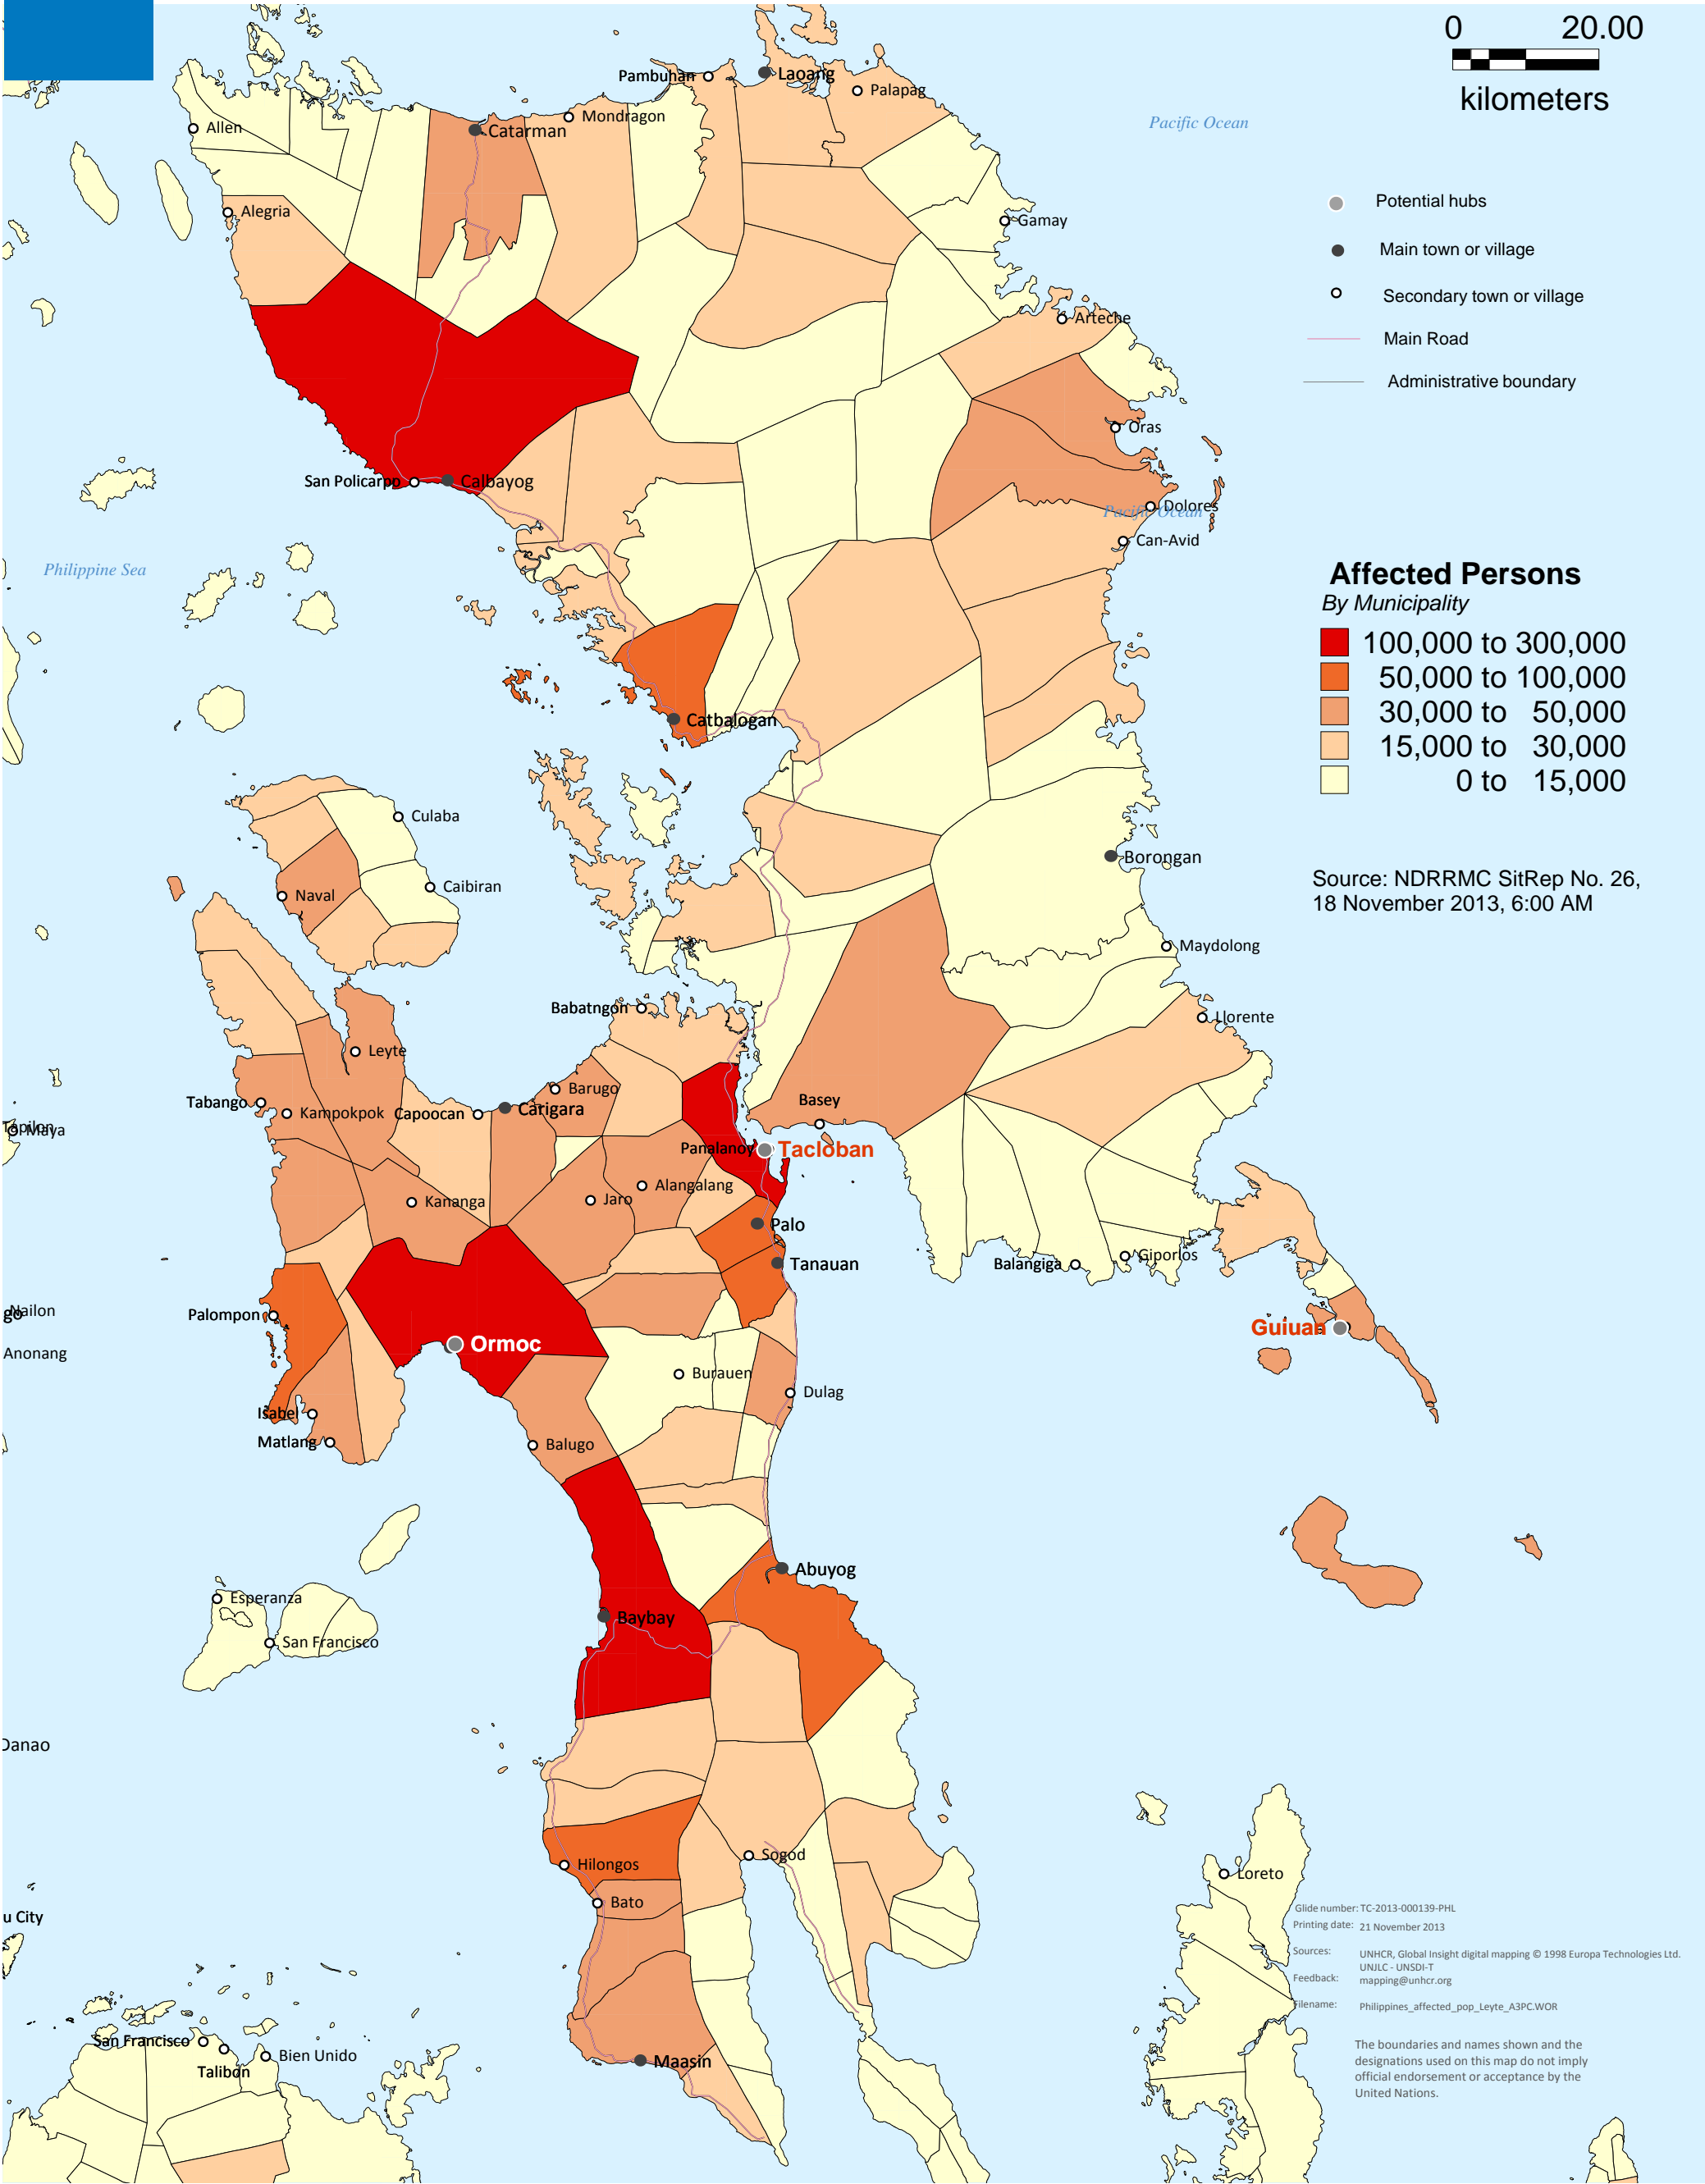 0 20.00
kilometers
Pacific Ocean
Pambuhan
Laoang
Palapag
Allen
Catarman
Mondragon
Potential hubs
Alegria
Gamay
Main town or village
Secondary town or village
Arteche
Main Road
Administrative boundary
Oras
San Policarpo
Calbayog
Dolores
Pacific Ocean
Can-Avid
Philippine Sea
Affected Persons
By Municipality
100,000 to 300,000
50,000 to 100,000
30,000 to 50,000
15,000 to 30,000
0 to 15,000
Catbalogan
Culaba
Borongan
Caibiran
Naval
Source: NDRRMC SitRep No. 26,
18 November 2013, 6:00 AM
Maydolong
Babatngon
Llorente
Leyte
Barugo
Tabango
Kampokpok
Capoocan
Carigara
Basey
Maya
Panalanoy
Tacloban
Alangalang
Kananga
Jaro
Palo
Giporlos
Balangiga
Tanauan
Nailon
Palompon
Guiuan
Ormoc
Anonang
Burauen
Dulag
Isabel
Matlang
Balugo
Abuyog
Esperanza
Baybay
San Francisco
Danao
Sogod
Hilongos
Loreto
Bato
u City
Glide number: TC-2013-000139-PHL
Printing date: 21 November 2013
Sources: UNHCR, Global Insight digital mapping © 1998 Europa Technologies Ltd.
UNJLC - UNSDI-T
Feedback: mapping@unhcr.org
Filename: Philippines_affected_pop_Leyte_A3PC.WOR
San Francisco
Bien Unido
Talibon
Maasin
The boundaries and names shown and the
designations used on this map do not imply
official endorsement or acceptance by the
United Nations.